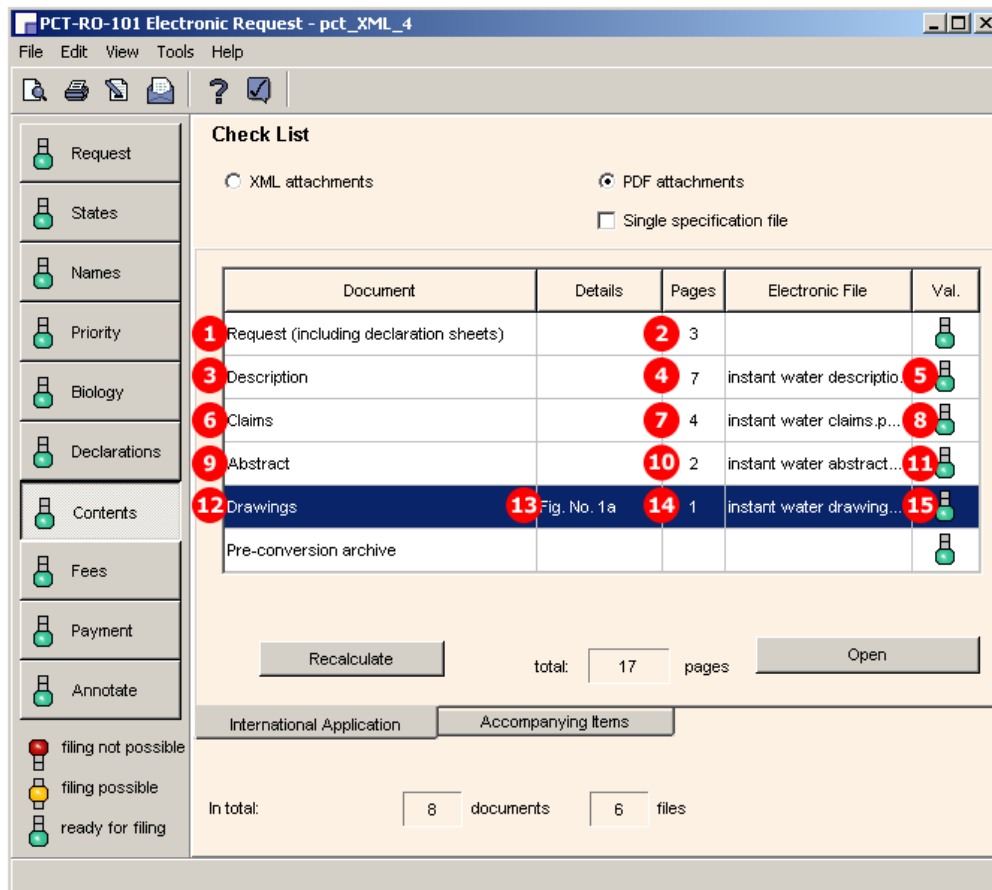 PCT-RO-101 Electronic Request - pct_XML_4
File Edit View Tools Help
Check List
XML attachments
PDF attachments
Single specification file
Request
States
Names
Priority
Biology
Declarations
Contents
Fees
Payment
Annotate
filing not possible
filing possible
ready for filing
Document Details Pages Electronic File Val.
1 Request (including declaration sheets) 2 3
3 Description 4 7 instant water descriptio. 5
6 Claims 7 4 instant water claims.p... 8
9 Abstract 10 2 instant water abstract... 11
12 Drawings 13 Fig. No. 1a 14 1 instant water drawing... 15
Pre-conversion archive
Recalculate total: 17 pages Open
International Application Accompanying Items
In total: 8 documents 6 files